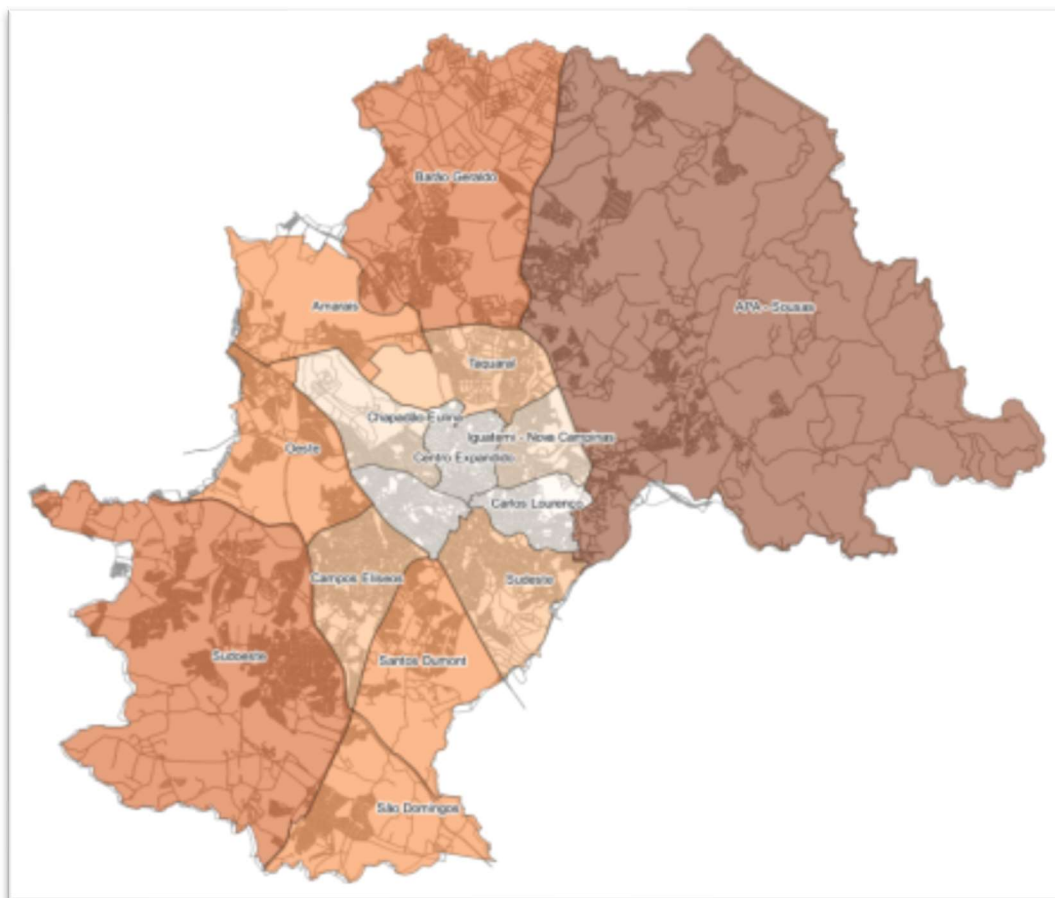 Barão Geraldo
Amarais
APA - Sousas
Taquaral
Chapadão Eulina
Iguatemi - Nova Campinas
Oeste
Centro Expandido
Carlos Lourenço
Campos Elíseos
Sudeste
Sudoeste
Santos Dumont
São Domingos